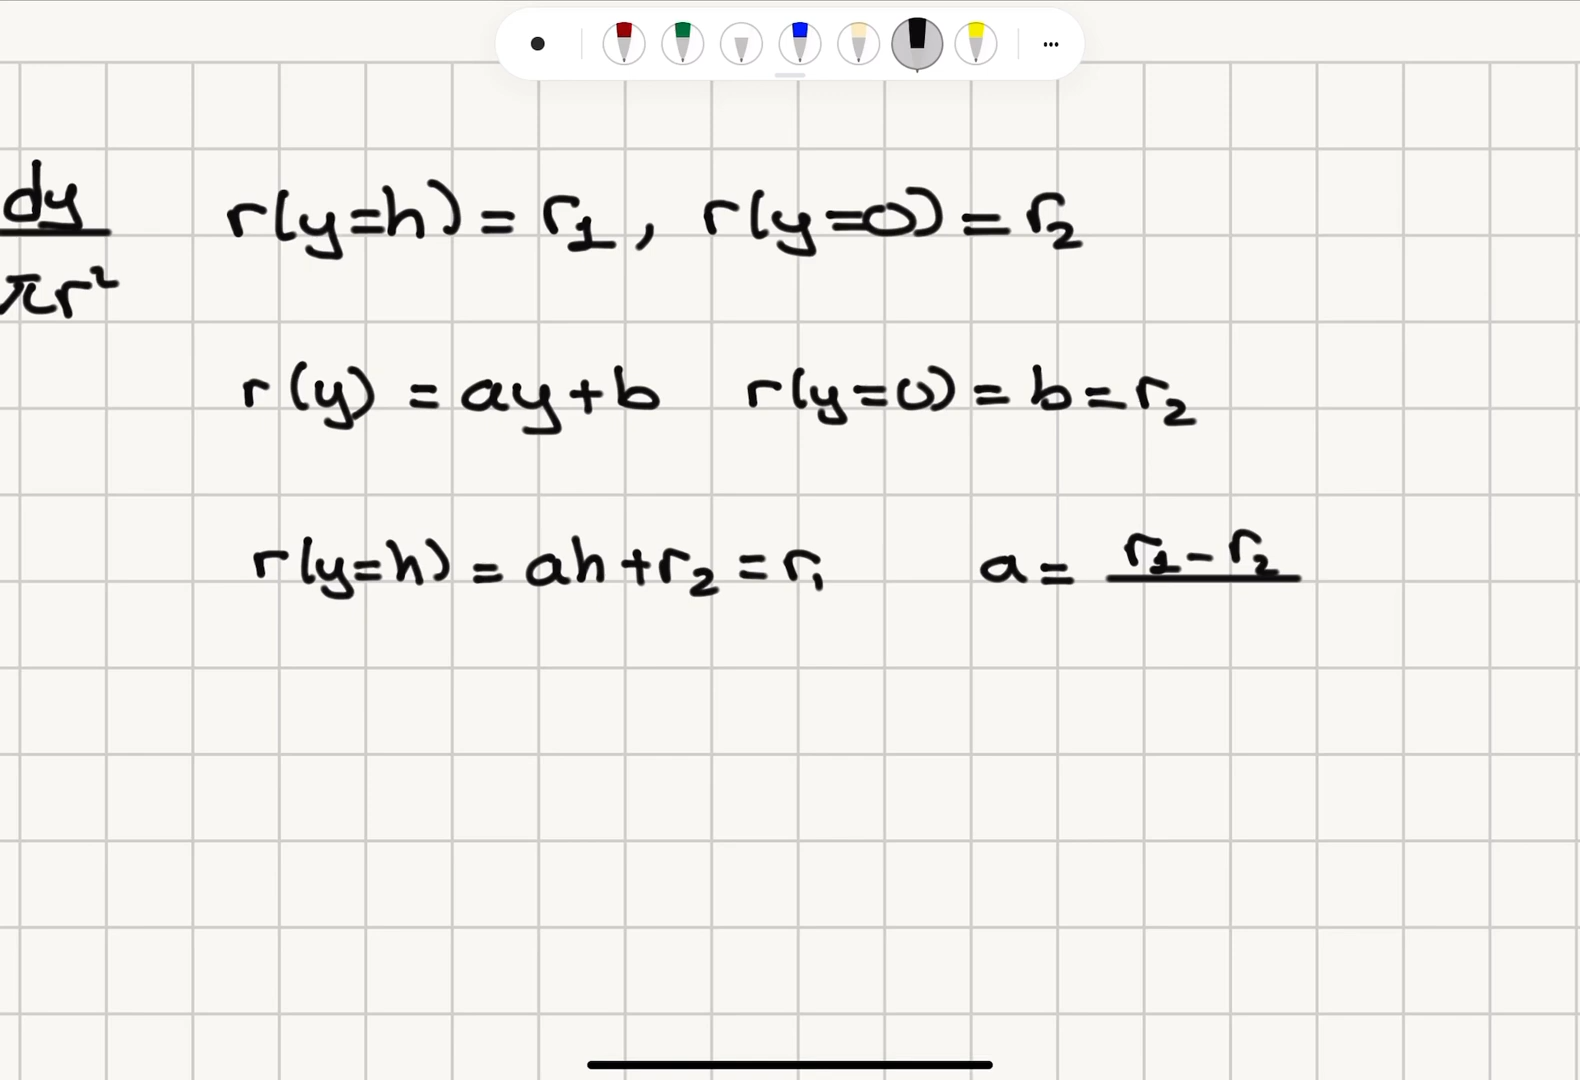 dy/πr² r(y=h) = r₁, r(y=0) = r₂
r(y) = ay+b r(y=0) = b = r₂
r(y=h) = ah+r₂ = r₁ a = r₁-r₂